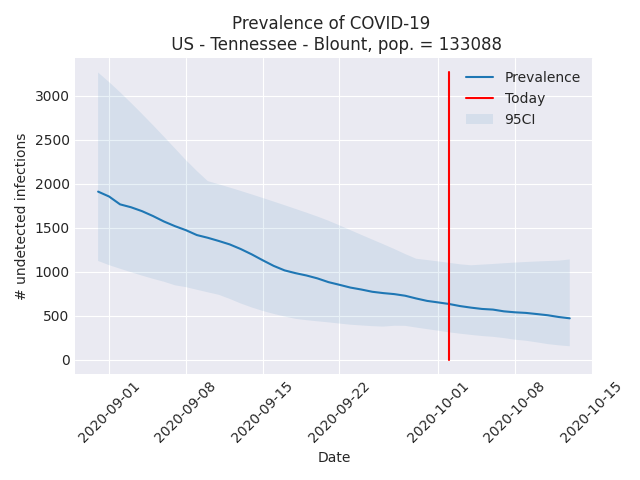 Prevalence of COVID-19
US - Tennessee - Blount, pop. = 133088
Prevalence
Today
95CI
3000
2500
2000
1500
1000
500
0
# undetected infections
2020-09-01
2020-09-08
2020-09-15
2020-09-22
2020-10-01
2020-10-08
2020-10-15
Date